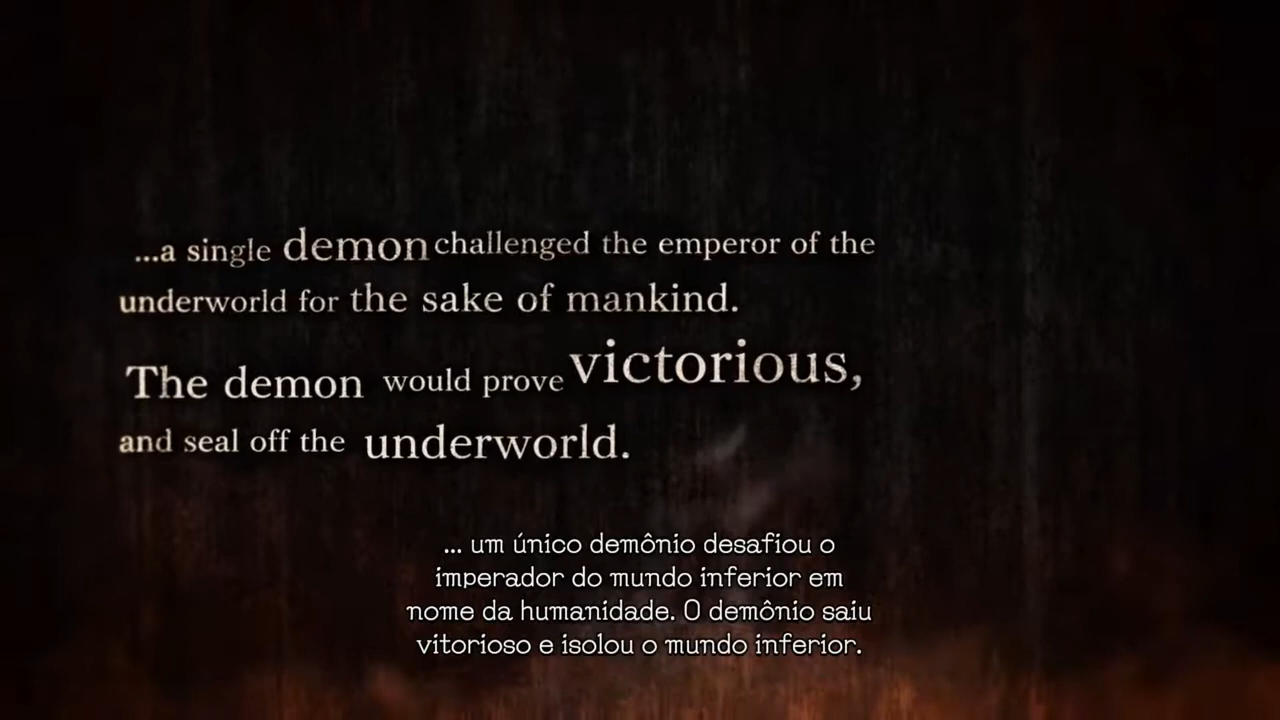 ...a single demon challenged the emperor of the
underworld for the sake of mankind.
The demon would prove victorious,
and seal off the underworld.
... um único demônio desafiou o
imperador do mundo inferior em
nome da humanidade. O demônio saiu
vitorioso e isolou o mundo inferior.